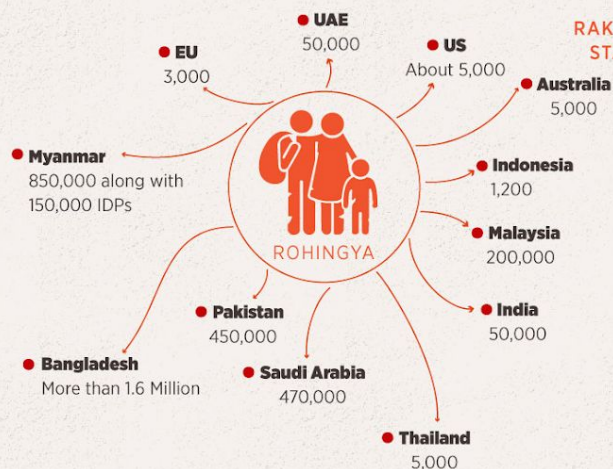 UAE
50,000
EU
3,000
US
About 5,000
Australia
5,000
Myanmar
850,000 along with
150,000 IDPs
Indonesia
1,200
ROHINGYA
Malaysia
200,000
Pakistan
450,000
India
50,000
Bangladesh
More than 1.6 Million
Saudi Arabia
470,000
Thailand
5,000